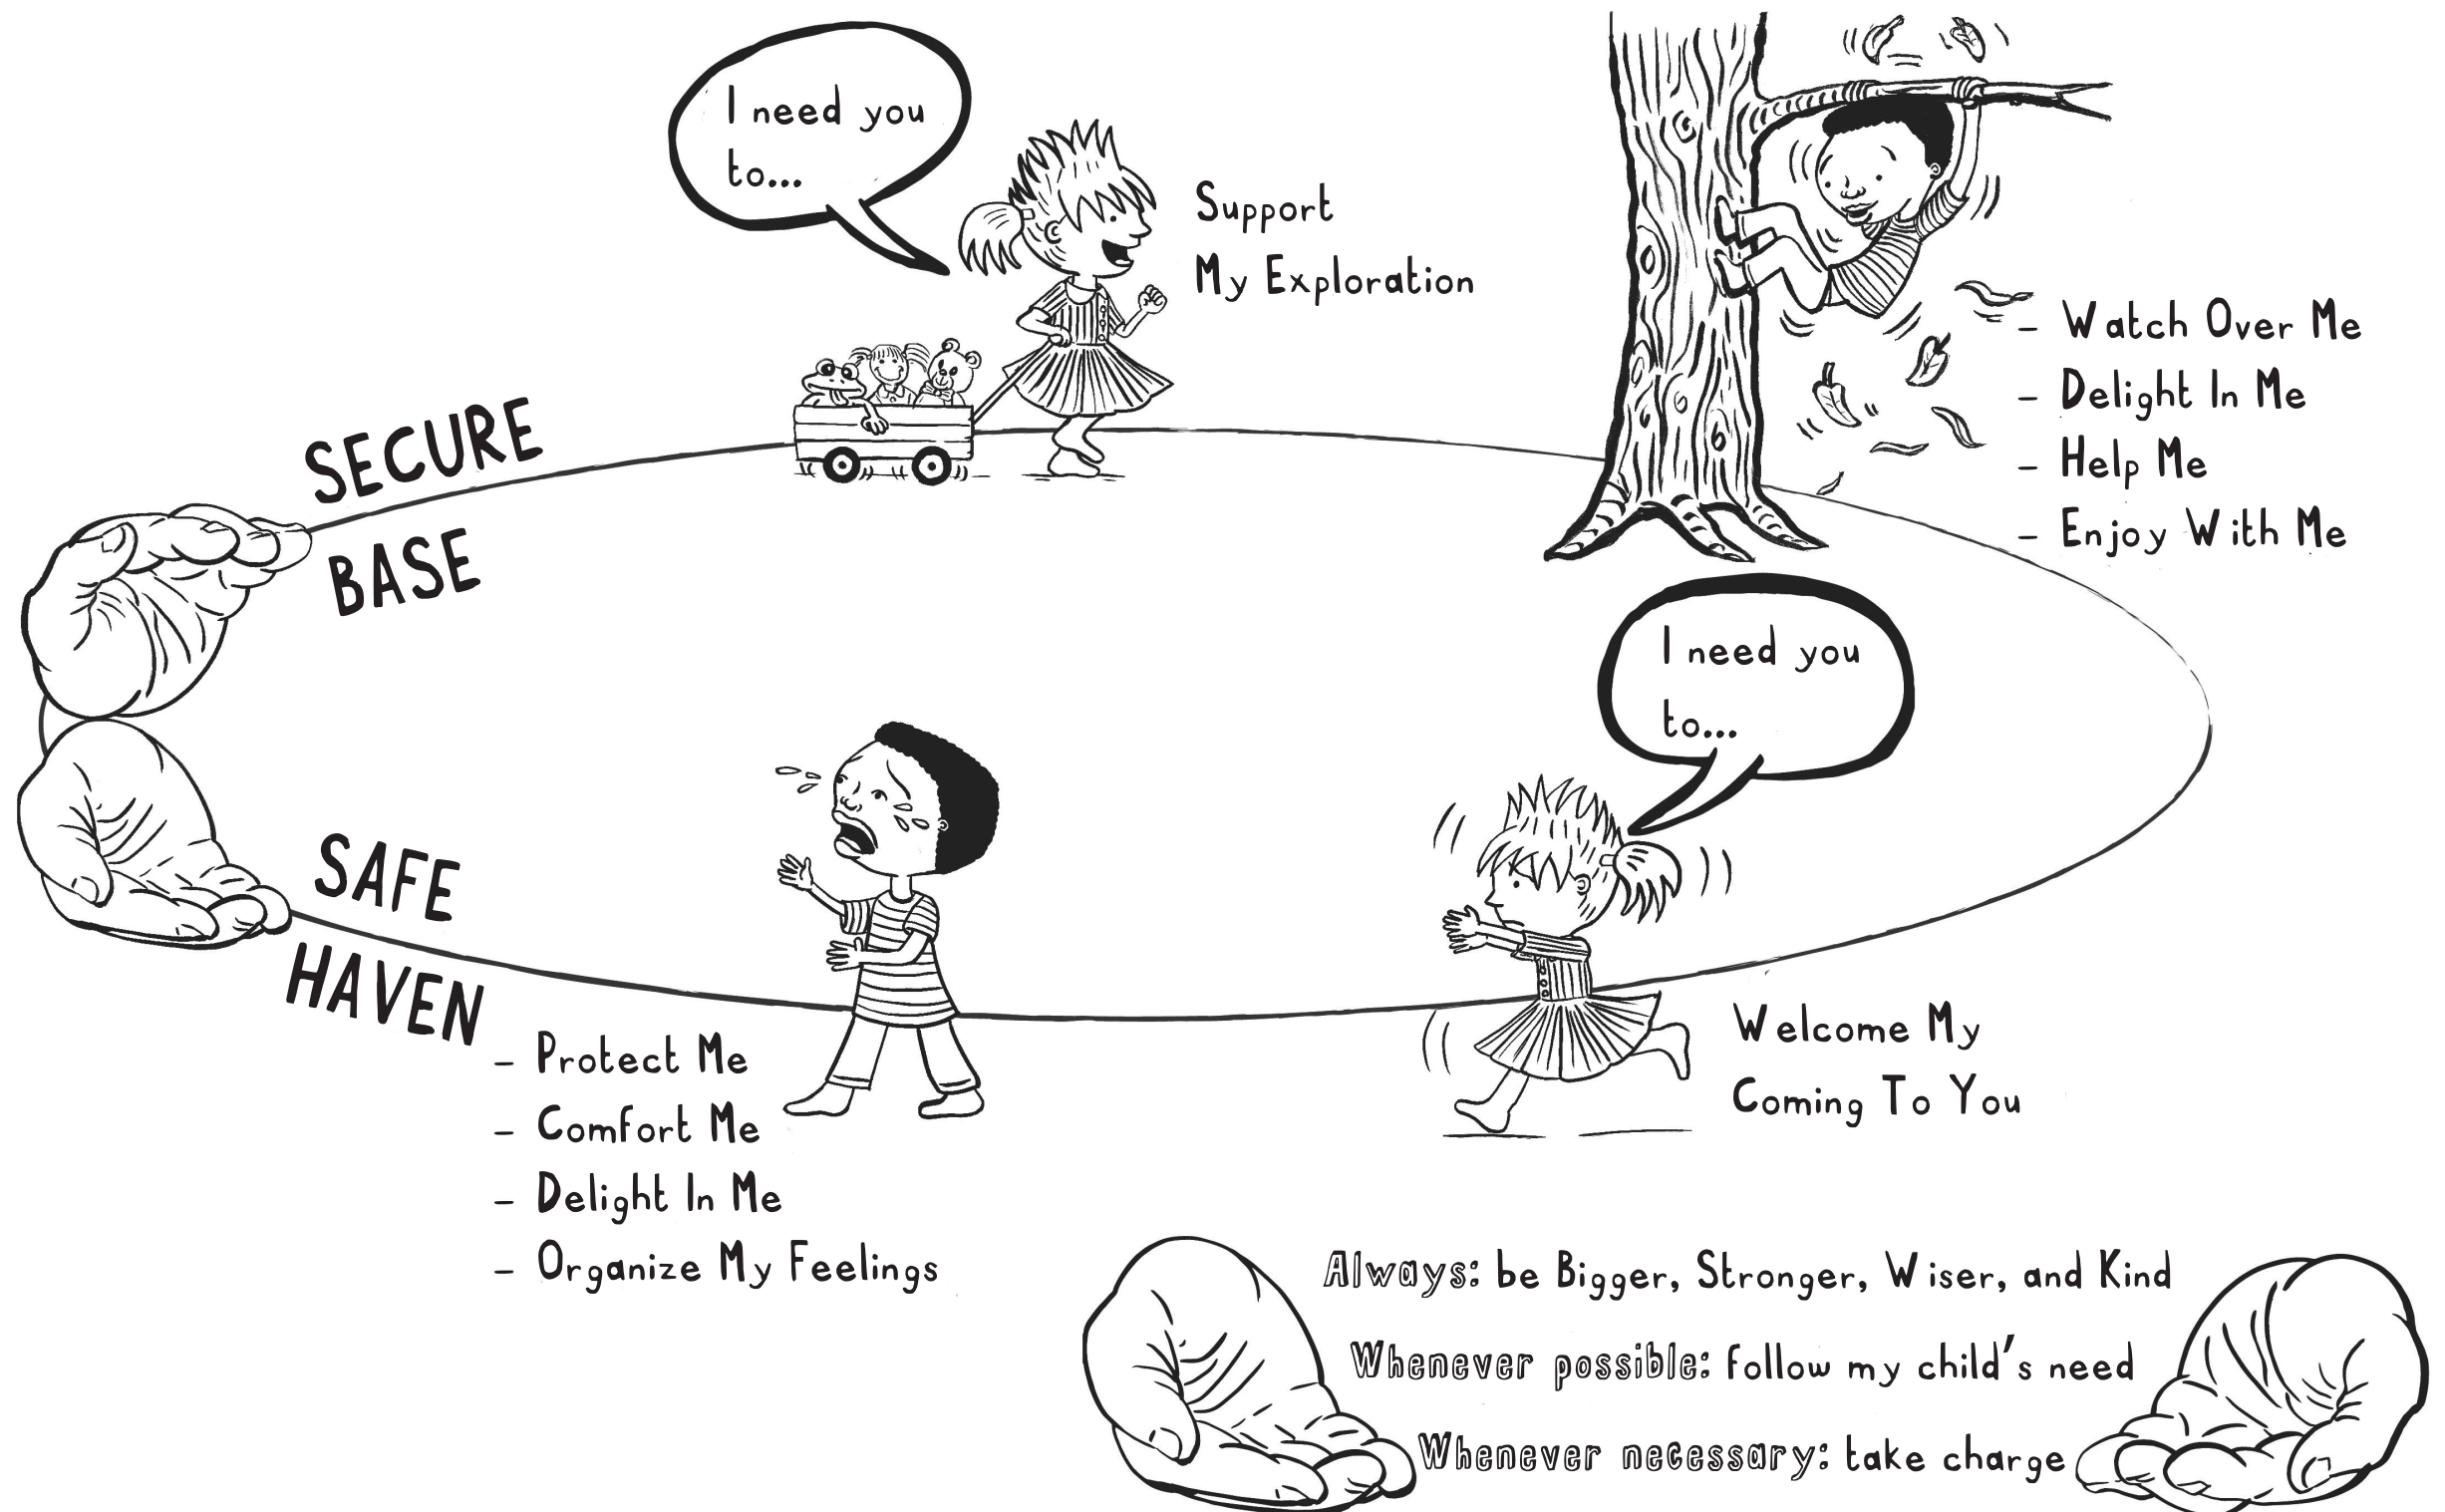 I need you
to...
Support
My Exploration
- Watch Over Me
- Delight In Me
- Help Me
- Enjoy With Me
SECURE
BASE
I need you
to...
Welcome My
Coming To You
SAFE
HAVEN
- Protect Me
- Comfort Me
- Delight In Me
- Organize My Feelings
Always: be Bigger, Stronger, Wiser, and Kind
Whenever possible: follow my child's need
Whenever necessary: take charge